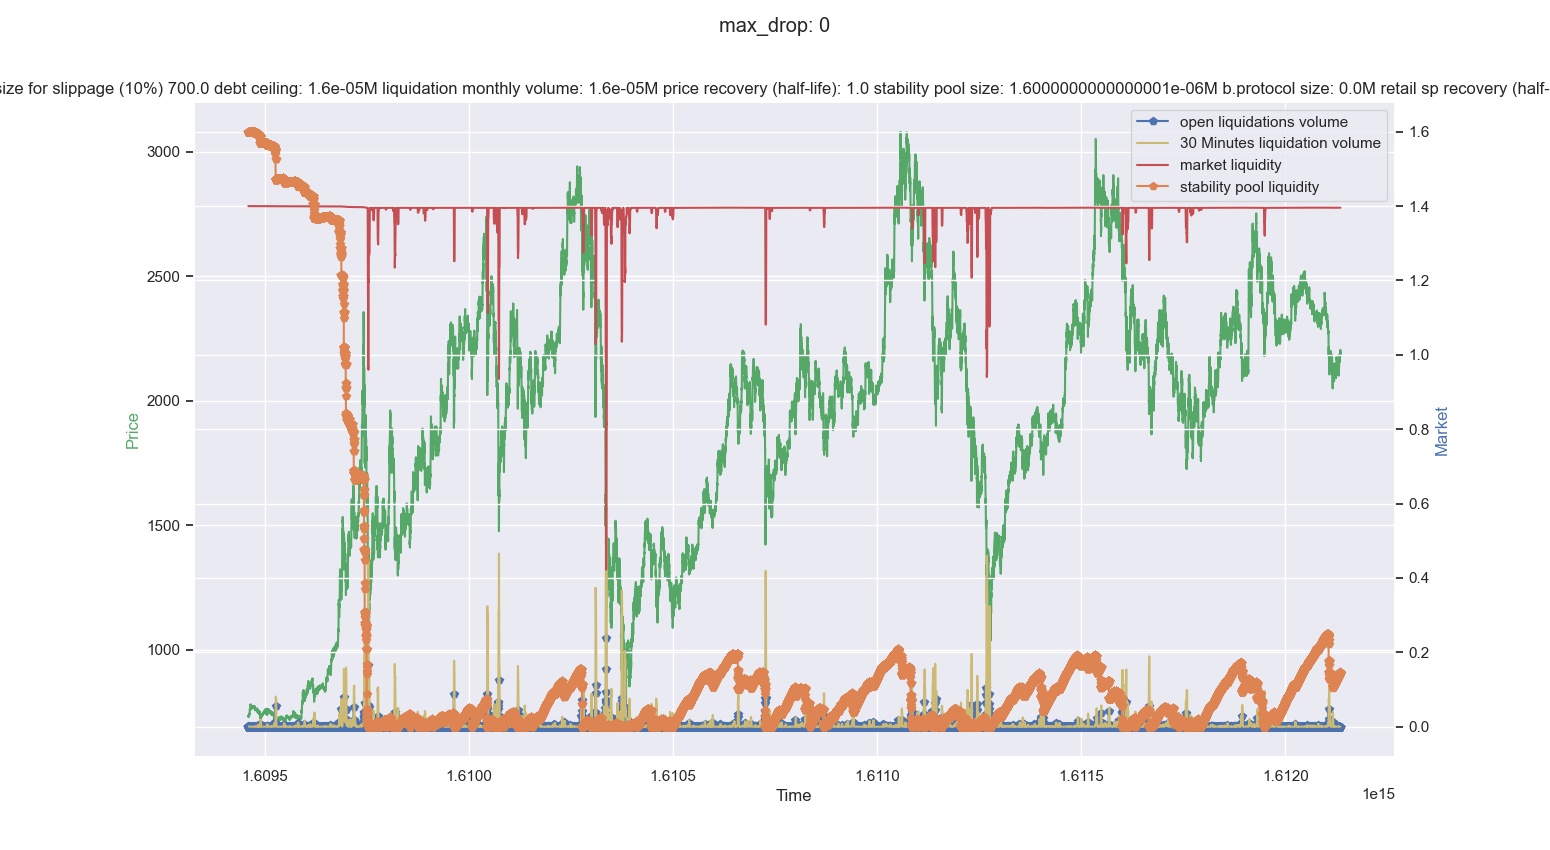 max_drop: 0
size for slippage (10%) 700.0 debt ceiling: 1.6e-05M liquidation monthly volume: 1.6e-05M price recovery (half-life): 1.0 stability pool size: 1.6000000000000001e-06M b.protocol size: 0.0M retail sp recovery (half-
open liquidations volume
30 Minutes liquidation volume
market liquidity
stability pool liquidity
3000
2500
2000
1500
1000
Price
1.6
1.4
1.2
1.0
0.8
0.6
0.4
0.2
0.0
Market
1.6095 1.6100 1.6105 1.6110 1.6115 1.6120
Time
1e15